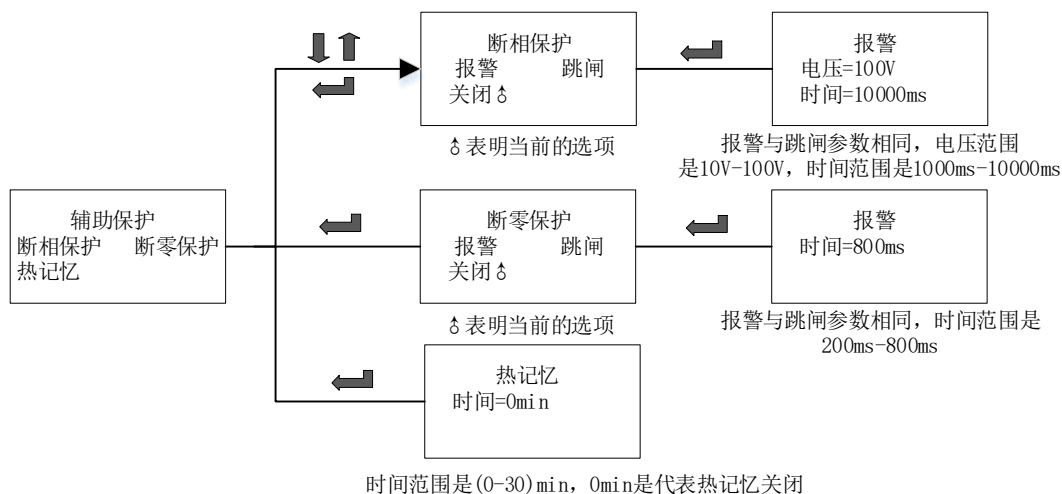 断相保护
报警 跳闸
关闭♁
报警
电压=100V
时间=10000ms
♁表明当前的选项
报警与跳闸参数相同，电压范围
是10V-100V，时间范围是1000ms-10000ms
辅助保护
断相保护 断零保护
热记忆
断零保护
报警 跳闸
关闭♁
报警
时间=800ms
♁表明当前的选项
报警与跳闸参数相同，时间范围是
200ms-800ms
热记忆
时间=0min
时间范围是(0-30)min，0min是代表热记忆关闭